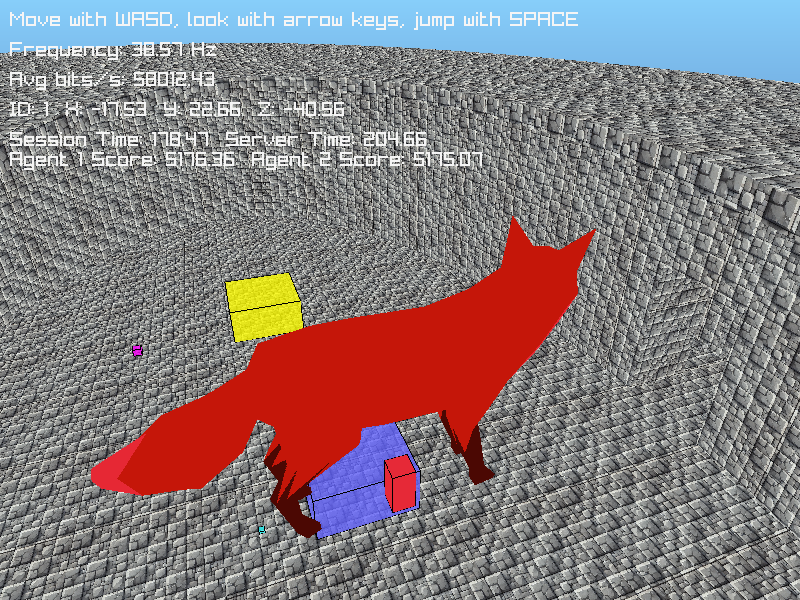 Move with WASD, look with arrow keys, jump with SPACE
Frequency: 38.57 Hz
Avg bits/s: 58012.43
ID: 1 X: -17.53 Y: 22.66 Z: -40.56
Session Time: 178.47 Server Time: 204.66
Agent 1 Score: 5176.36 Agent 2 Score: 5175.07